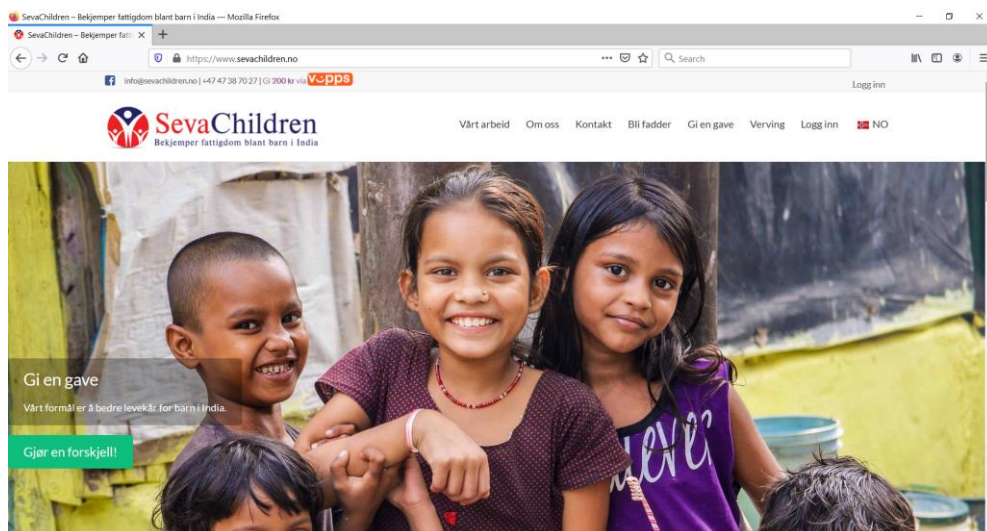 SevaChildren – Bekjemper fattigdom blant barn i India — Mozilla Firefox
SevaChildren – Bekjemper fatt
https://www.sevachildren.no
Search
info@sevachildren.no | +47 47 38 70 27 | Gi 200 kr via Vipps
Logg inn
SevaChildren
Bekjemper fattigdom blant barn i India
Vårt arbeid Om oss Kontakt Bli fadder Gi en gave Verving Logg inn NO
Gi en gave
Vårt formål er å bedre levekår for barn i India.
Gjør en forskjell!